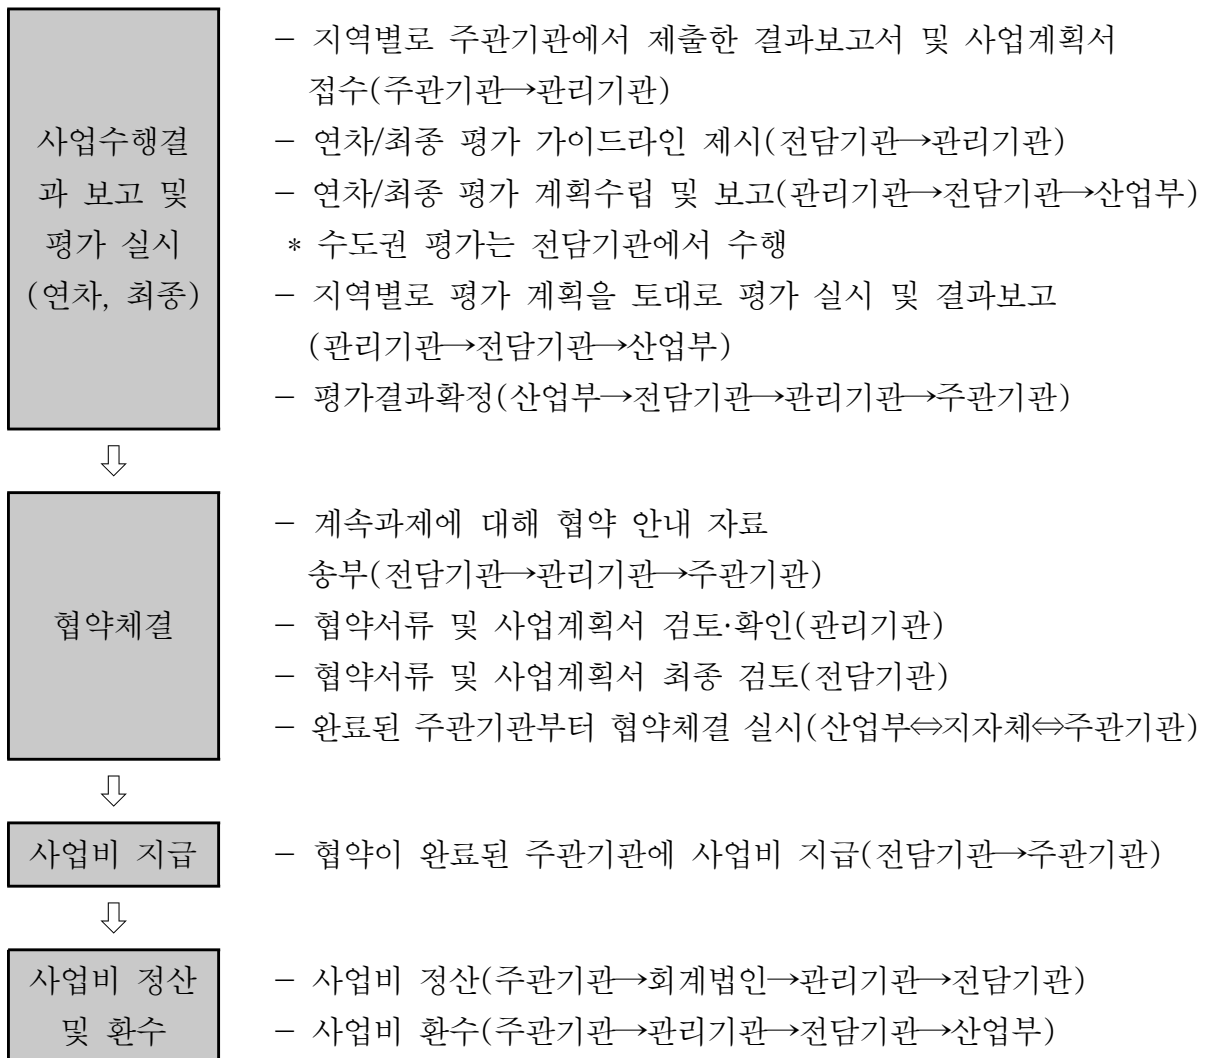 사업수행결
과 보고 및
평가 실시
(연차, 최종)
- 지역별로 주관기관에서 제출한 결과보고서 및 사업계획서
접수(주관기관→관리기관)
- 연차/최종 평가 가이드라인 제시(전담기관→관리기관)
- 연차/최종 평가 계획수립 및 보고(관리기관→전담기관→산업부)
* 수도권 평가는 전담기관에서 수행
- 지역별로 평가 계획을 토대로 평가 실시 및 결과보고
(관리기관→전담기관→산업부)
- 평가결과확정(산업부→전담기관→관리기관→주관기관)
⇩
협약체결
- 계속과제에 대해 협약 안내 자료
송부(전담기관→관리기관→주관기관)
- 협약서류 및 사업계획서 검토·확인(관리기관)
- 협약서류 및 사업계획서 최종 검토(전담기관)
- 완료된 주관기관부터 협약체결 실시(산업부⇔지자체⇔주관기관)
⇩
사업비 지급
- 협약이 완료된 주관기관에 사업비 지급(전담기관→주관기관)
⇩
사업비 정산
및 환수
- 사업비 정산(주관기관→회계법인→관리기관→전담기관)
- 사업비 환수(주관기관→관리기관→전담기관→산업부)